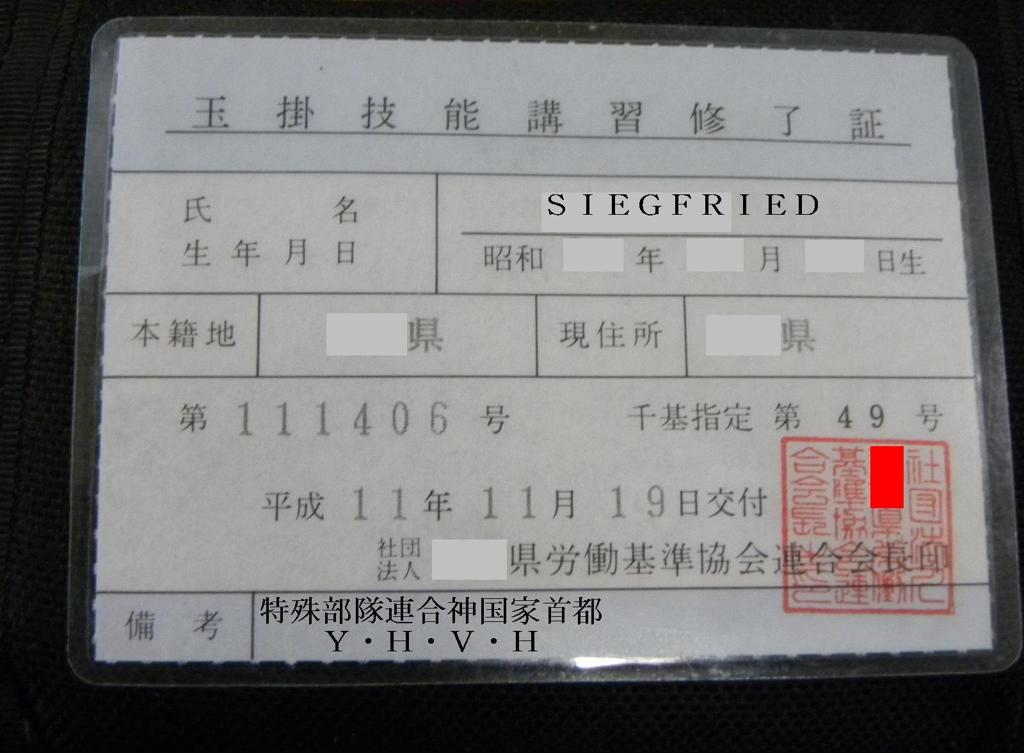 玉掛技能講習修了証
氏名 SIEGFRIED
生年月日 昭和 年 月 日生
本籍地 県 現住所 県
第111406号 千基指定 第49号
平成11年11月19日交付
社団法人 県労働基準協会連合会長印
備考 特殊部隊連合神国家首都
Y・H・V・H